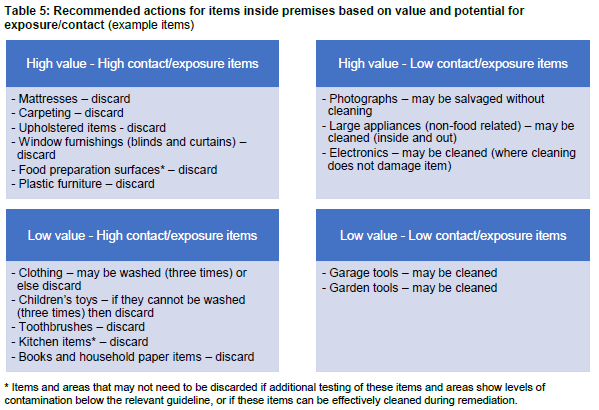 Table 5: Recommended actions for items inside premises based on value and potential for
exposure/contact (example items)
High value - High contact/exposure items
- Mattresses – discard
- Carpeting – discard
- Upholstered items - discard
- Window furnishings (blinds and curtains) –
discard
- Food preparation surfaces* – discard
- Plastic furniture – discard
High value - Low contact/exposure items
- Photographs – may be salvaged without
cleaning
- Large appliances (non-food related) – may be
cleaned (inside and out)
- Electronics – may be cleaned (where cleaning
does not damage item)
Low value - High contact/exposure items
- Clothing – may be washed (three times) or
else discard
- Children’s toys – if they cannot be washed
(three times) then discard
- Toothbrushes – discard
- Kitchen items* – discard
- Books and household paper items – discard
Low value - Low contact/exposure items
- Garage tools – may be cleaned
- Garden tools – may be cleaned
* Items and areas that may not need to be discarded if additional testing of these items and areas show levels of
contamination below the relevant guideline, or if these items can be effectively cleaned during remediation.